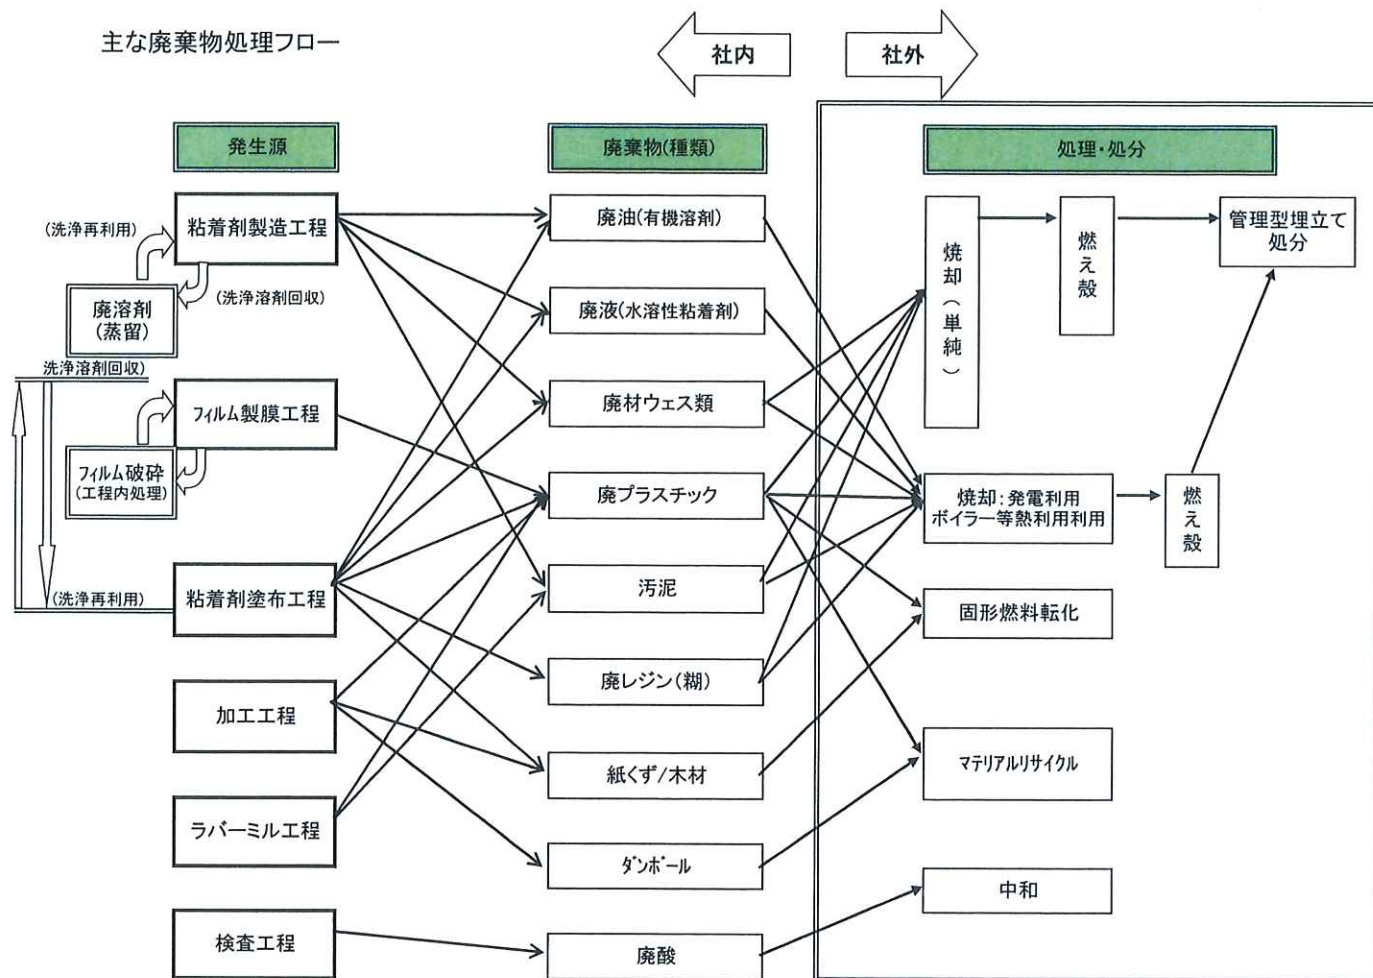 主な廃棄物処理フロー
社内
社外
発生源
廃棄物(種類)
処理・処分
粘着剤製造工程
(洗浄再利用)
(洗浄溶剤回収)
廃溶剤
(蒸留)
洗浄溶剤回収)
フィルム製膜工程
フィルム破砕
(工程内処理)
(洗浄再利用)
粘着剤塗布工程
加工工程
ラバーミル工程
検査工程
廃油(有機溶剤)
廃液(水溶性粘着剤)
廃材ウェス類
廃プラスチック
汚泥
廃レジン(糊)
紙くず/木材
ダンボール
廃酸
焼却(単純)
燃え殻
管理型埋立て
処分
焼却:発電利用
ボイラー等熱利用利用
燃え殻
固形燃料転化
マテリアルリサイクル
中和